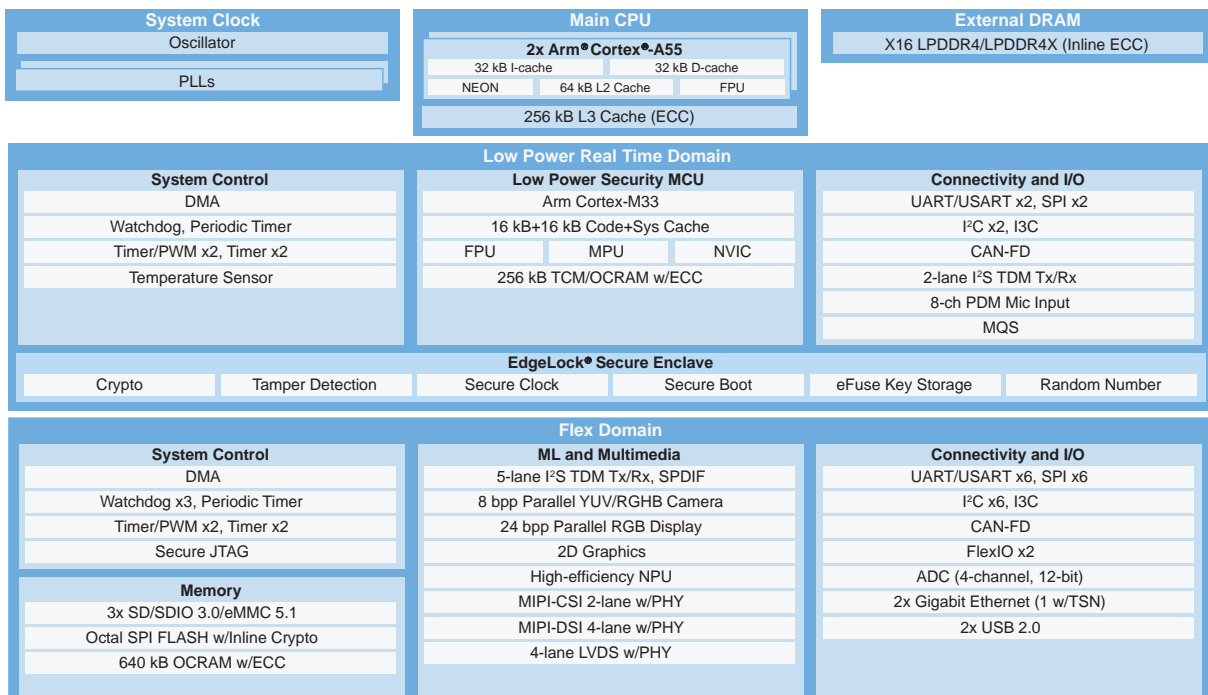 System Clock
Oscillator
PLLs
Main CPU
2x Arm® Cortex®-A55
32 kB I-cache
32 kB D-cache
NEON
64 kB L2 Cache
FPU
256 kB L3 Cache (ECC)
External DRAM
X16 LPDDR4/LPDDR4X (Inline ECC)
Low Power Real Time Domain
System Control
DMA
Watchdog, Periodic Timer
Timer/PWM x2, Timer x2
Temperature Sensor
Low Power Security MCU
Arm Cortex-M33
16 kB+16 kB Code+Sys Cache
FPU
MPU
NVIC
256 kB TCM/OCRAM w/ECC
Connectivity and I/O
UART/USART x2, SPI x2
I²C x2, I3C
CAN-FD
2-lane I²S TDM Tx/Rx
8-ch PDM Mic Input
MQS
EdgeLock® Secure Enclave
Crypto
Tamper Detection
Secure Clock
Secure Boot
eFuse Key Storage
Random Number
Flex Domain
System Control
DMA
Watchdog x3, Periodic Timer
Timer/PWM x2, Timer x2
Secure JTAG
Memory
3x SD/SDIO 3.0/eMMC 5.1
Octal SPI FLASH w/Inline Crypto
640 kB OCRAM w/ECC
ML and Multimedia
5-lane I²S TDM Tx/Rx, SPDIF
8 bpp Parallel YUV/RGHB Camera
24 bpp Parallel RGB Display
2D Graphics
High-efficiency NPU
MIPI-CSI 2-lane w/PHY
MIPI-DSI 4-lane w/PHY
4-lane LVDS w/PHY
Connectivity and I/O
UART/USART x6, SPI x6
I²C x6, I3C
CAN-FD
FlexIO x2
ADC (4-channel, 12-bit)
2x Gigabit Ethernet (1 w/TSN)
2x USB 2.0